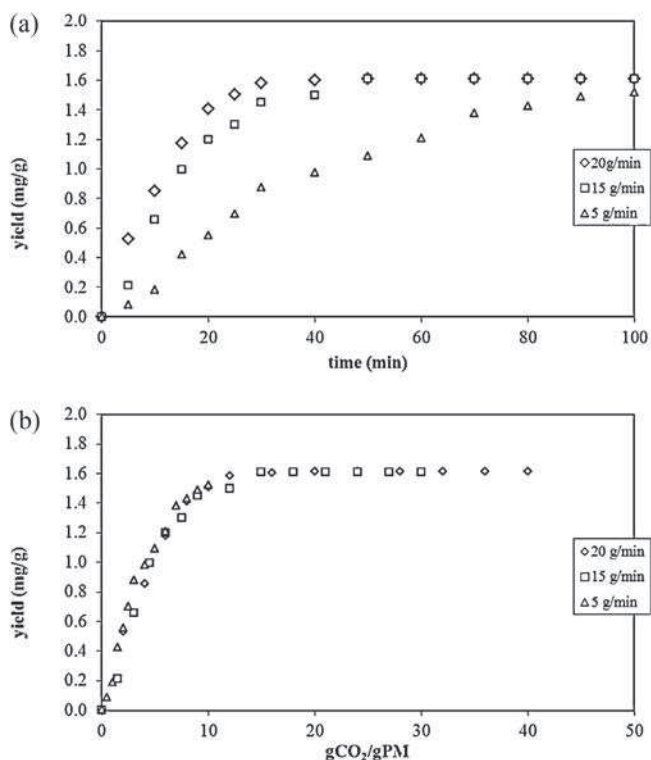 (a)
2.0
1.8
1.6
1.4
1.2
1.0
0.8
0.6
0.4
0.2
0.0
yield (mg/g)
0 20 40 60 80 100
time (min)
20g/min
15 g/min
5 g/min
(b)
2.0
1.8
1.6
1.4
1.2
1.0
0.8
0.6
0.4
0.2
0.0
yield (mg/g)
0 10 20 30 40 50
gCO₂/gPM
20 g/min
15 g/min
5 g/min